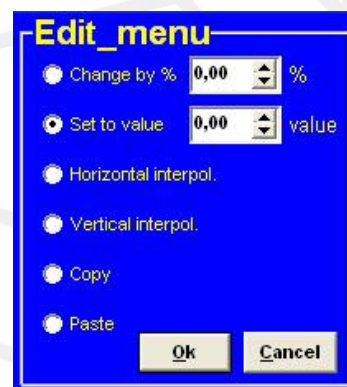 Edit_menu
Change by % 0,00 %
Set to value 0,00 value
Horizontal interpol.
Vertical interpol.
Copy
Paste
Ok Cancel